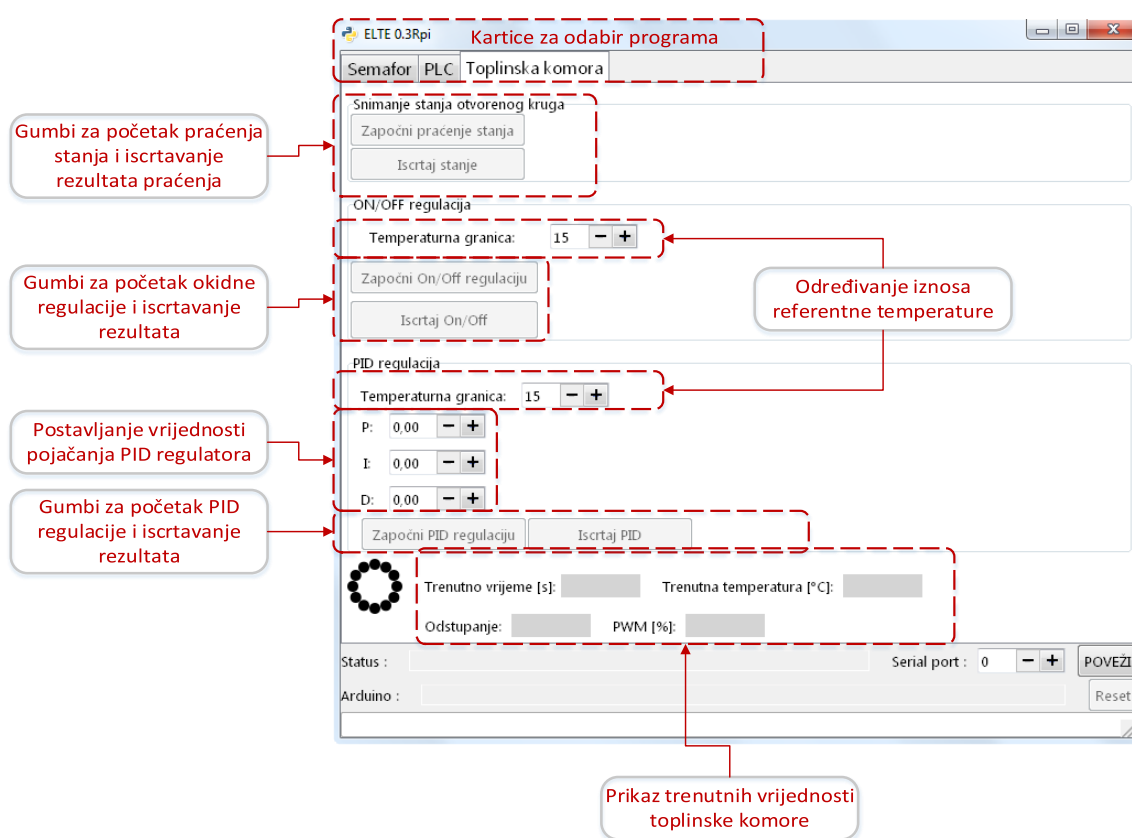 ELTE 0.3Rpi
Kartice za odabir programa
Semafor PLC Toplinska komora
Snimanje stanja otvorenog kruga
Započni praćenje stanja
Iscrtaj stanje
Gumbi za početak praćenja
stanja i iscrtavanje
rezultata praćenja
ON/OFF regulacija
Temperaturna granica: 15 − +
Započni On/Off regulaciju
Iscrtaj On/Off
Gumbi za početak okidne
regulacije i iscrtavanje
rezultata
Određivanje iznosa
referentne temperature
PID regulacija
Temperaturna granica: 15 − +
P: 0,00 − +
I: 0,00 − +
D: 0,00 − +
Postavljanje vrijednosti
pojačanja PID regulatora
Gumbi za početak PID
regulacije i iscrtavanje
rezultata
Započni PID regulaciju Iscrtaj PID
Trenutno vrijeme [s]: Trenutna temperatura [°C]:
Odstupanje: PWM [%]:
Status : Serial port : 0 − + POVEŽI
Arduino : Reset
Prikaz trenutnih vrijednosti
toplinske komore